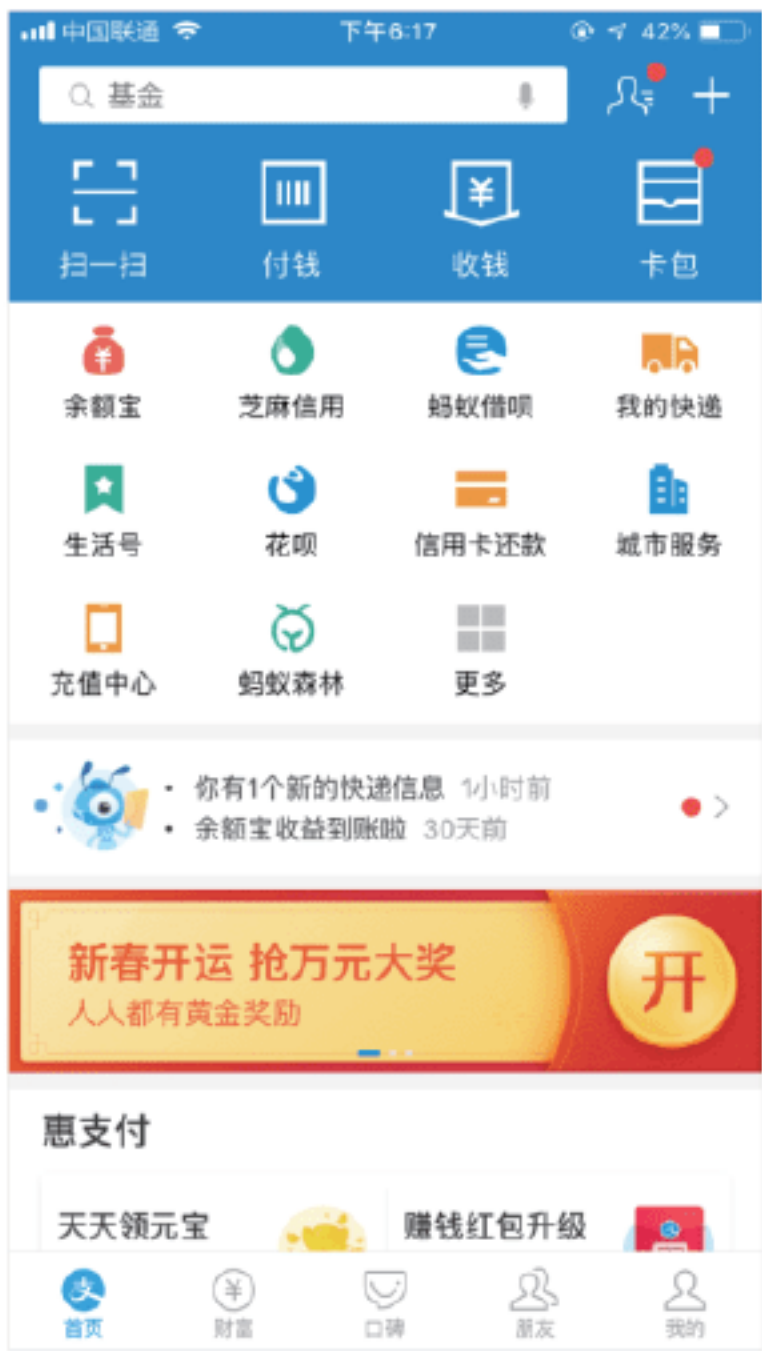 中国联通 下午6:17 42%
基金
扫一扫 付钱 收钱 卡包
余额宝 芝麻信用 蚂蚁借呗 我的快递
生活号 花呗 信用卡还款 城市服务
充值中心 蚂蚁森林 更多
· 你有1个新的快递信息 1小时前
· 余额宝收益到账啦 30天前
新春开运 抢万元大奖
人人都有黄金奖励
开
惠支付
天天领元宝 赚钱红包升级
首页 财富 口碑 朋友 我的